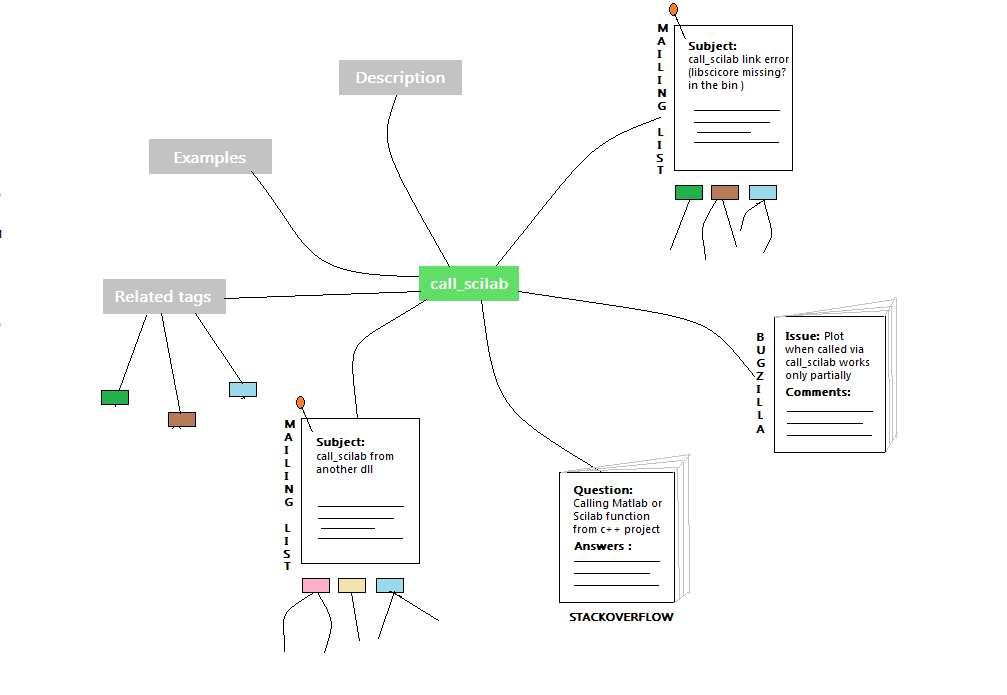 MAILING LIST
Subject:
call_scilab link error
(libscicore missing?
in the bin )
Description
Examples
call_scilab
Related tags
BUGZILLA
Issue: Plot
when called via
call_scilab works
only partially
Comments:
MAILING LIST
Subject:
call_scilab from
another dll
Question:
Calling Matlab or
Scilab function
from c++ project
Answers :
STACKOVERFLOW